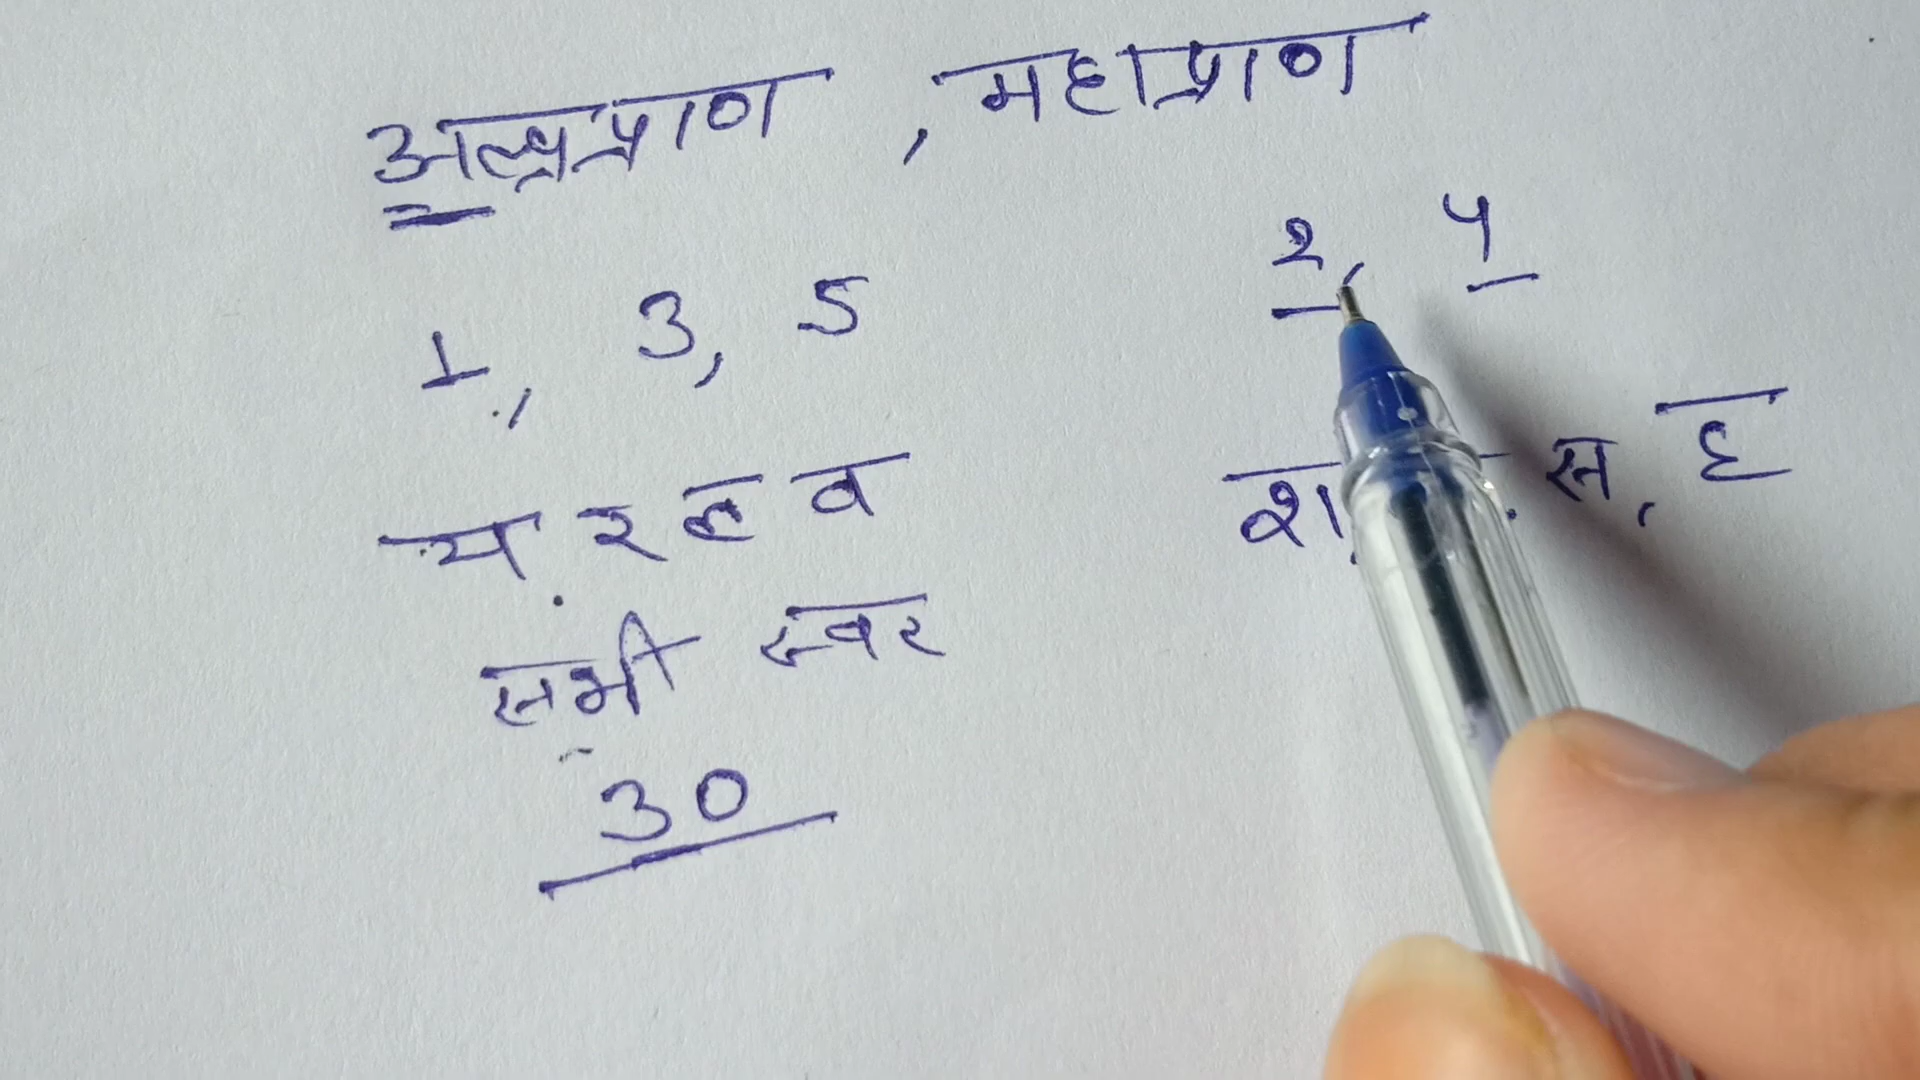 अल्पप्राण , महाप्राण
1, 3, 5
2, 4
य र ल व
श, स, ह
सभी स्वर
30